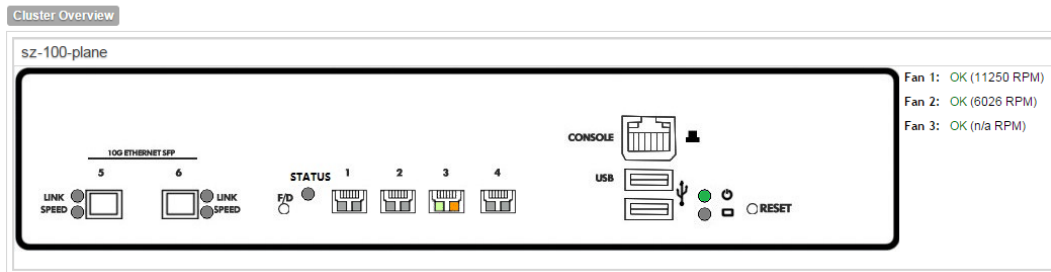 Cluster Overview
sz-100-plane
Fan 1: OK (11250 RPM)
Fan 2: OK (6026 RPM)
Fan 3: OK (n/a RPM)
CONSOLE
10G ETHERNET SFP
5 6
STATUS 1 2 3 4
USB
LINK LINK
F/D
SPEED SPEED
RESET